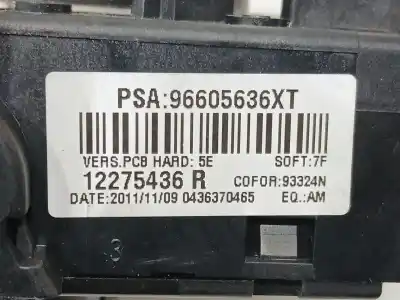 PSA:96605636XT
VERS.PCB HARD: 5E SOFT:7F
12275436 R COFOR:93324N
DATE:2011/11/09 0436370465 EQ.:AM
3